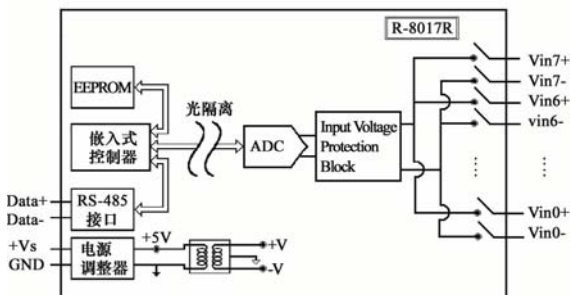 R-8017R
EEPROM
光隔离
嵌入式
控制器
ADC
Input Voltage
Protection
Block
Vin7+
Vin7-
Vin6+
vin6-
Vin0+
Vin0-
Data+
Data-
RS-485
接口
+Vs
GND
电源
调整器
+5V
+V
-V